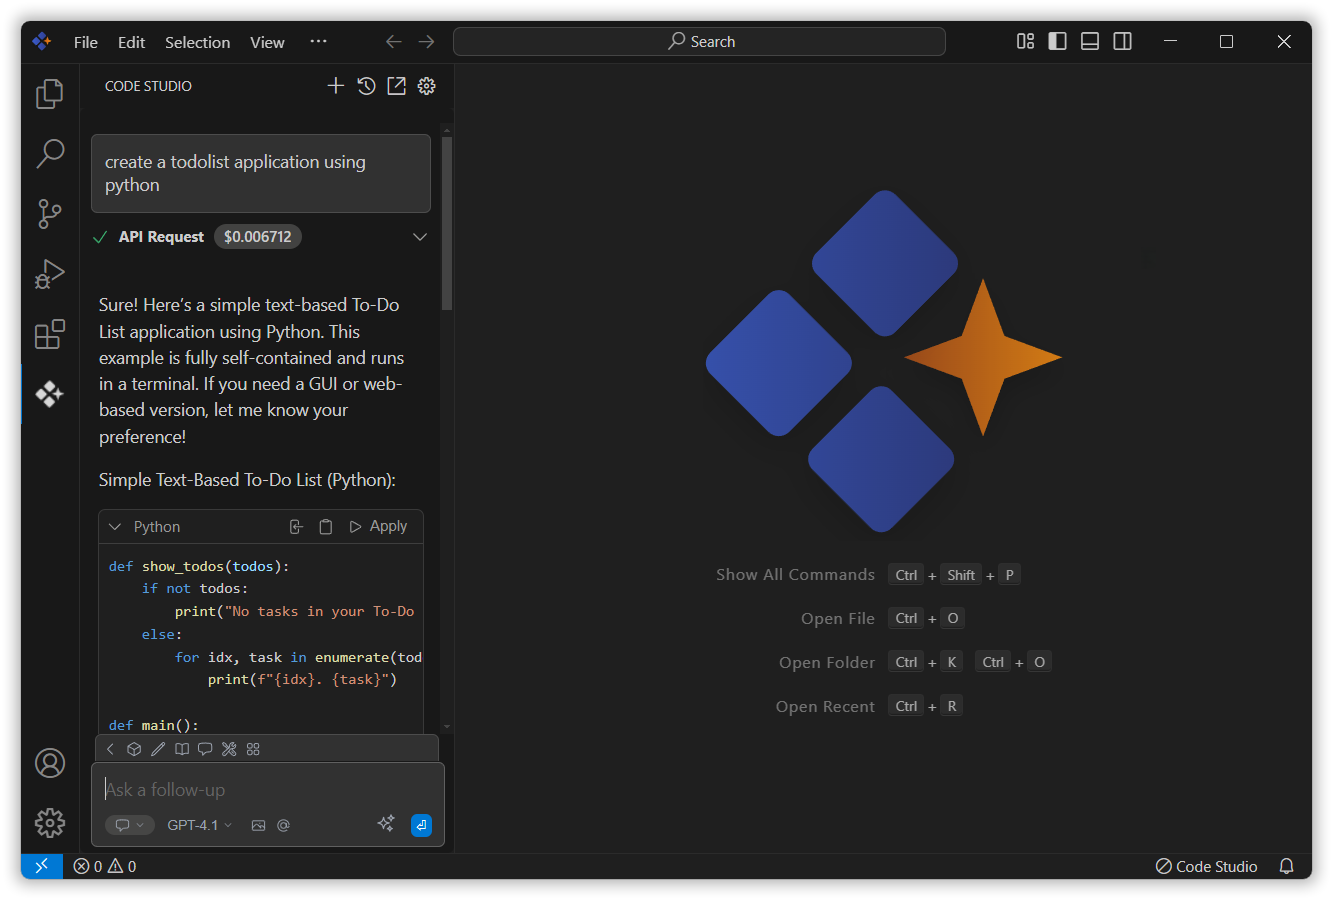 File Edit Selection View ··· Search
CODE STUDIO
create a todolist application using
python
API Request $0.006712
Sure! Here's a simple text-based To-Do
List application using Python. This
example is fully self-contained and runs
in a terminal. If you need a GUI or web-
based version, let me know your
preference!
Simple Text-Based To-Do List (Python):
Python Apply
def show_todos(todos):
if not todos:
print("No tasks in your To-Do
else:
for idx, task in enumerate(tod
print(f"{idx}. {task}")
def main():
Ask a follow-up
GPT-4.1 @
Show All Commands Ctrl + Shift + P
Open File Ctrl + O
Open Folder Ctrl + K Ctrl + O
Open Recent Ctrl + R
0 0 Code Studio